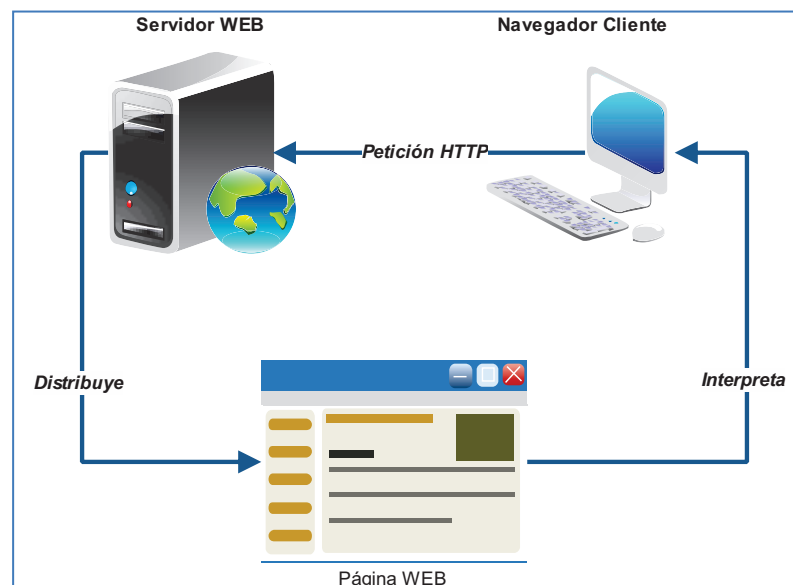 Servidor WEB
Navegador Cliente
Petición HTTP
Distribuye
Interpreta
Página WEB